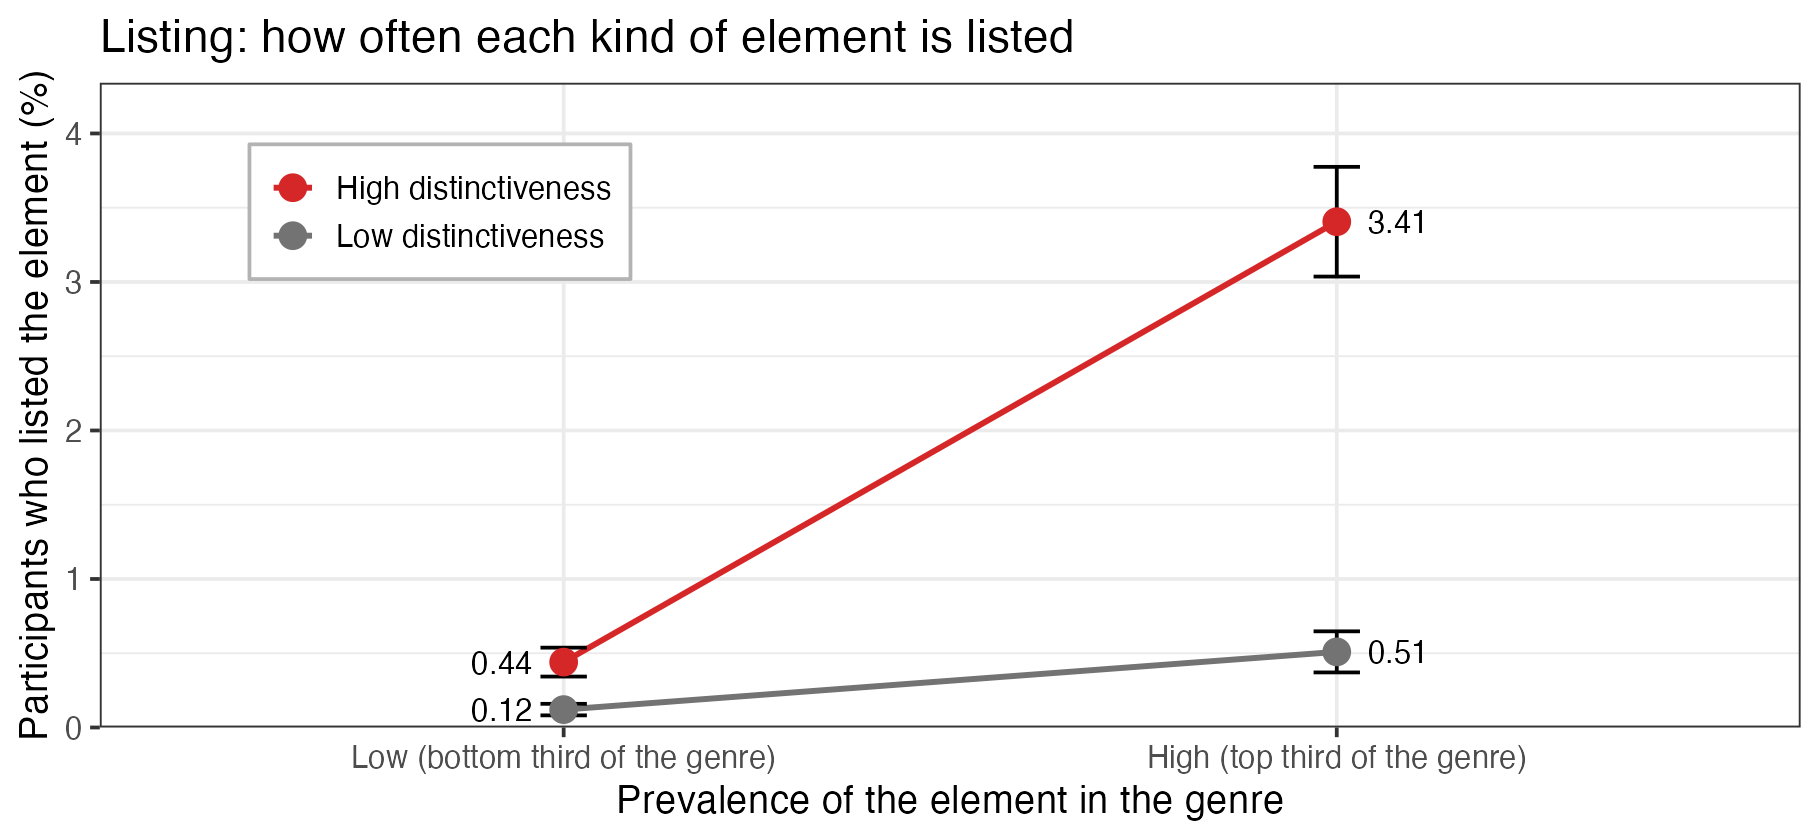 Listing: how often each kind of element is listed
Participants who listed the element (%)
4
3
2
1
0
High distinctiveness
Low distinctiveness
3.41
0.44
0.51
0.12
Low (bottom third of the genre)
High (top third of the genre)
Prevalence of the element in the genre